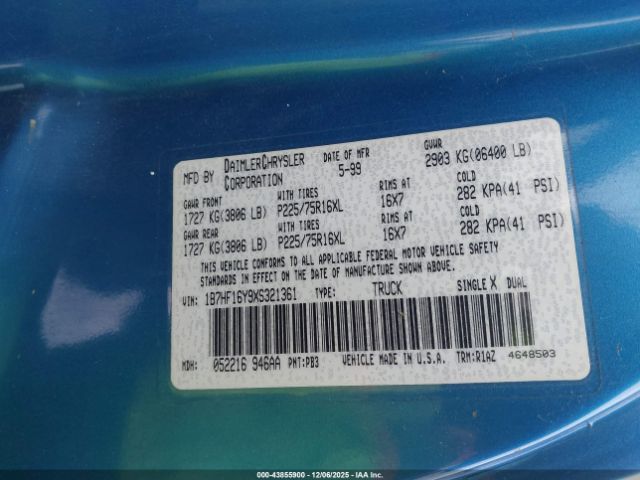 MFD BY DAIMLERCHRYSLER CORPORATION DATE OF MFR 5-99 GVWR 2903 KG(06400 LB)
GAWR FRONT WITH TIRES RIMS AT COLD
1727 KG(3806 LB) P225/75R16XL 16X7 282 KPA(41 PSI)
GAWR REAR WITH TIRES RIMS AT COLD
1727 KG(3806 LB) P225/75R16XL 16X7 282 KPA(41 PSI)
THIS VEHICLE CONFORMS TO ALL APPLICABLE FEDERAL MOTOR VEHICLE SAFETY
STANDARDS IN EFFECT ON THE DATE OF MANUFACTURE SHOWN ABOVE.
VIN: 1B7HF16Y9XS321361 TYPE: TRUCK SINGLE X DUAL
MDH: 052216 946AA PNT:PB3 VEHICLE MADE IN U.S.A. TRM:R1AZ 4648503
000-43855900 - 12/06/2025 - IAA, Inc.